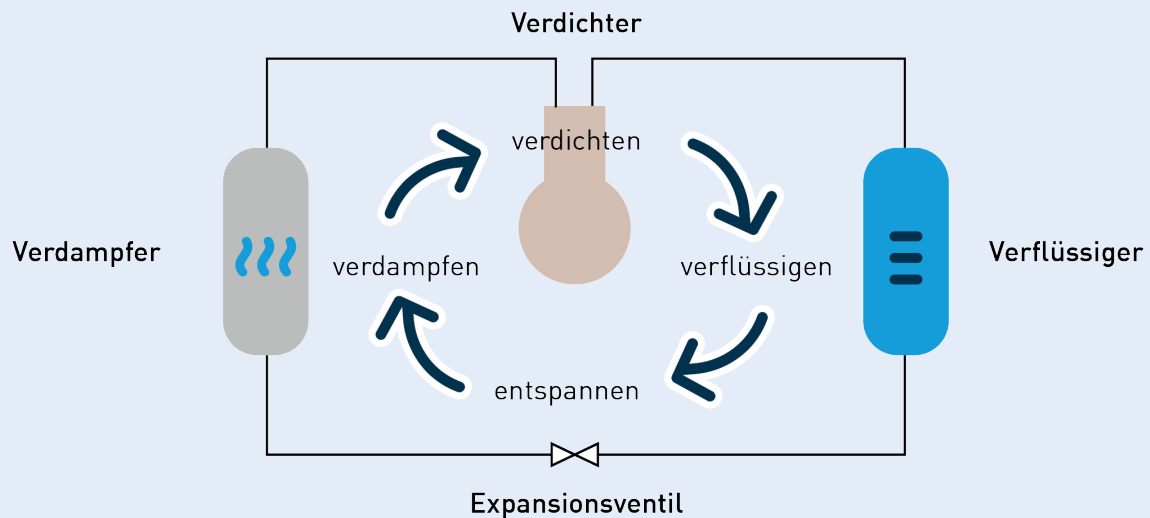 Verdichter
verdichten
Verdampfer
verdampfen
verflüssigen
Verflüssiger
entspannen
Expansionsventil